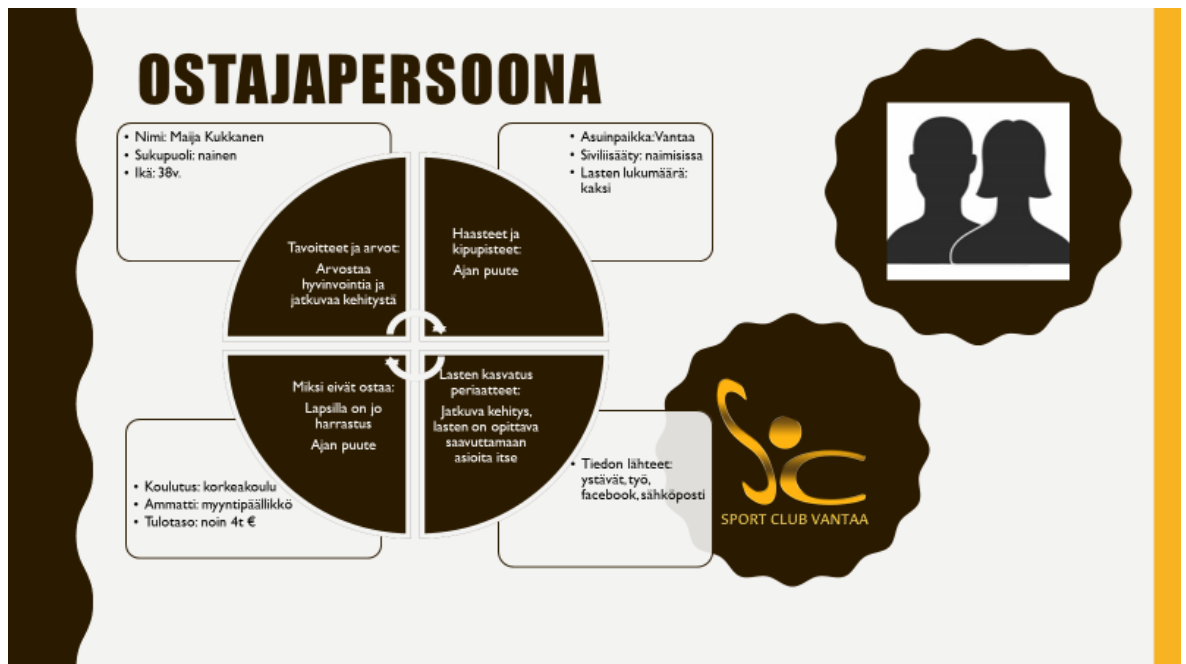 OSTAJAPERSOONA
• Nimi: Maija Kukkanen
• Sukupuoli: nainen
• Ikä: 38v.
• Asuinpaikka: Vantaa
• Siviliisääty: naimisissa
• Lasten lukumäärä:
kaksi
Tavoitteet ja arvot:
Arvostaa
hyvinvointia ja
jatkuvaa kehitystä
Haasteet ja
kipupisteet:
Ajan puute
Miksi eivät ostaa:
Lapsilla on jo
harrastus
Ajan puute
Lasten kasvatus
periaatteet:
Jatkuva kehitys,
lasten on opittava
saavuttamaan
asioita itse
• Koulutus: korkeakoulu
• Ammatti: myyntipäällikkö
• Tulotaso: noin 4t €
• Tiedon lähteet:
ystävät, työ,
facebook, sähköposti
SC
SPORT CLUB VANTAA